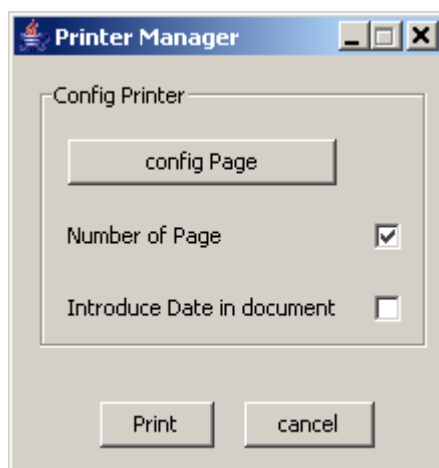 Printer Manager
Config Printer
config Page
Number of Page
Introduce Date in document
Print cancel